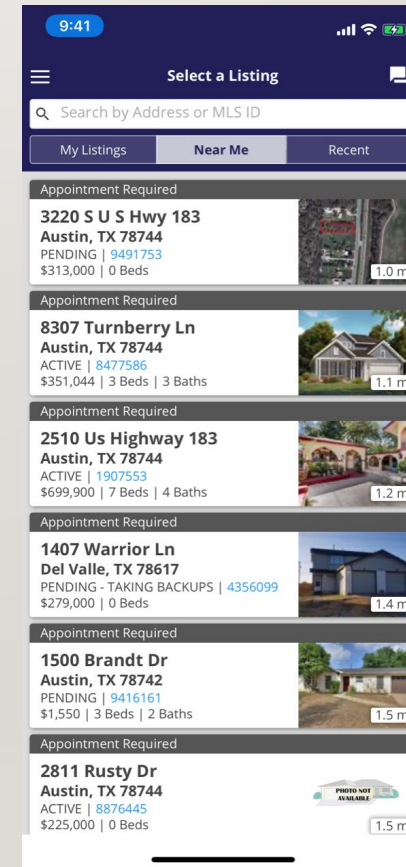 9:41
Select a Listing
Search by Address or MLS ID
My Listings Near Me Recent
Appointment Required
3220 S U S Hwy 183
Austin, TX 78744
PENDING | 9491753
$313,000 | 0 Beds
1.0 m
Appointment Required
8307 Turnberry Ln
Austin, TX 78744
ACTIVE | 8477586
$351,044 | 3 Beds | 3 Baths
1.1 m
Appointment Required
2510 Us Highway 183
Austin, TX 78744
ACTIVE | 1907553
$699,900 | 7 Beds | 4 Baths
1.2 m
Appointment Required
1407 Warrior Ln
Del Valle, TX 78617
PENDING - TAKING BACKUPS | 4356099
$279,000 | 0 Beds
1.4 m
Appointment Required
1500 Brandt Dr
Austin, TX 78742
PENDING | 9416161
$1,550 | 3 Beds | 2 Baths
1.5 m
Appointment Required
2811 Rusty Dr
Austin, TX 78744
ACTIVE | 8876445
$225,000 | 0 Beds
PHOTO NOT
AVAILABLE
1.5 m